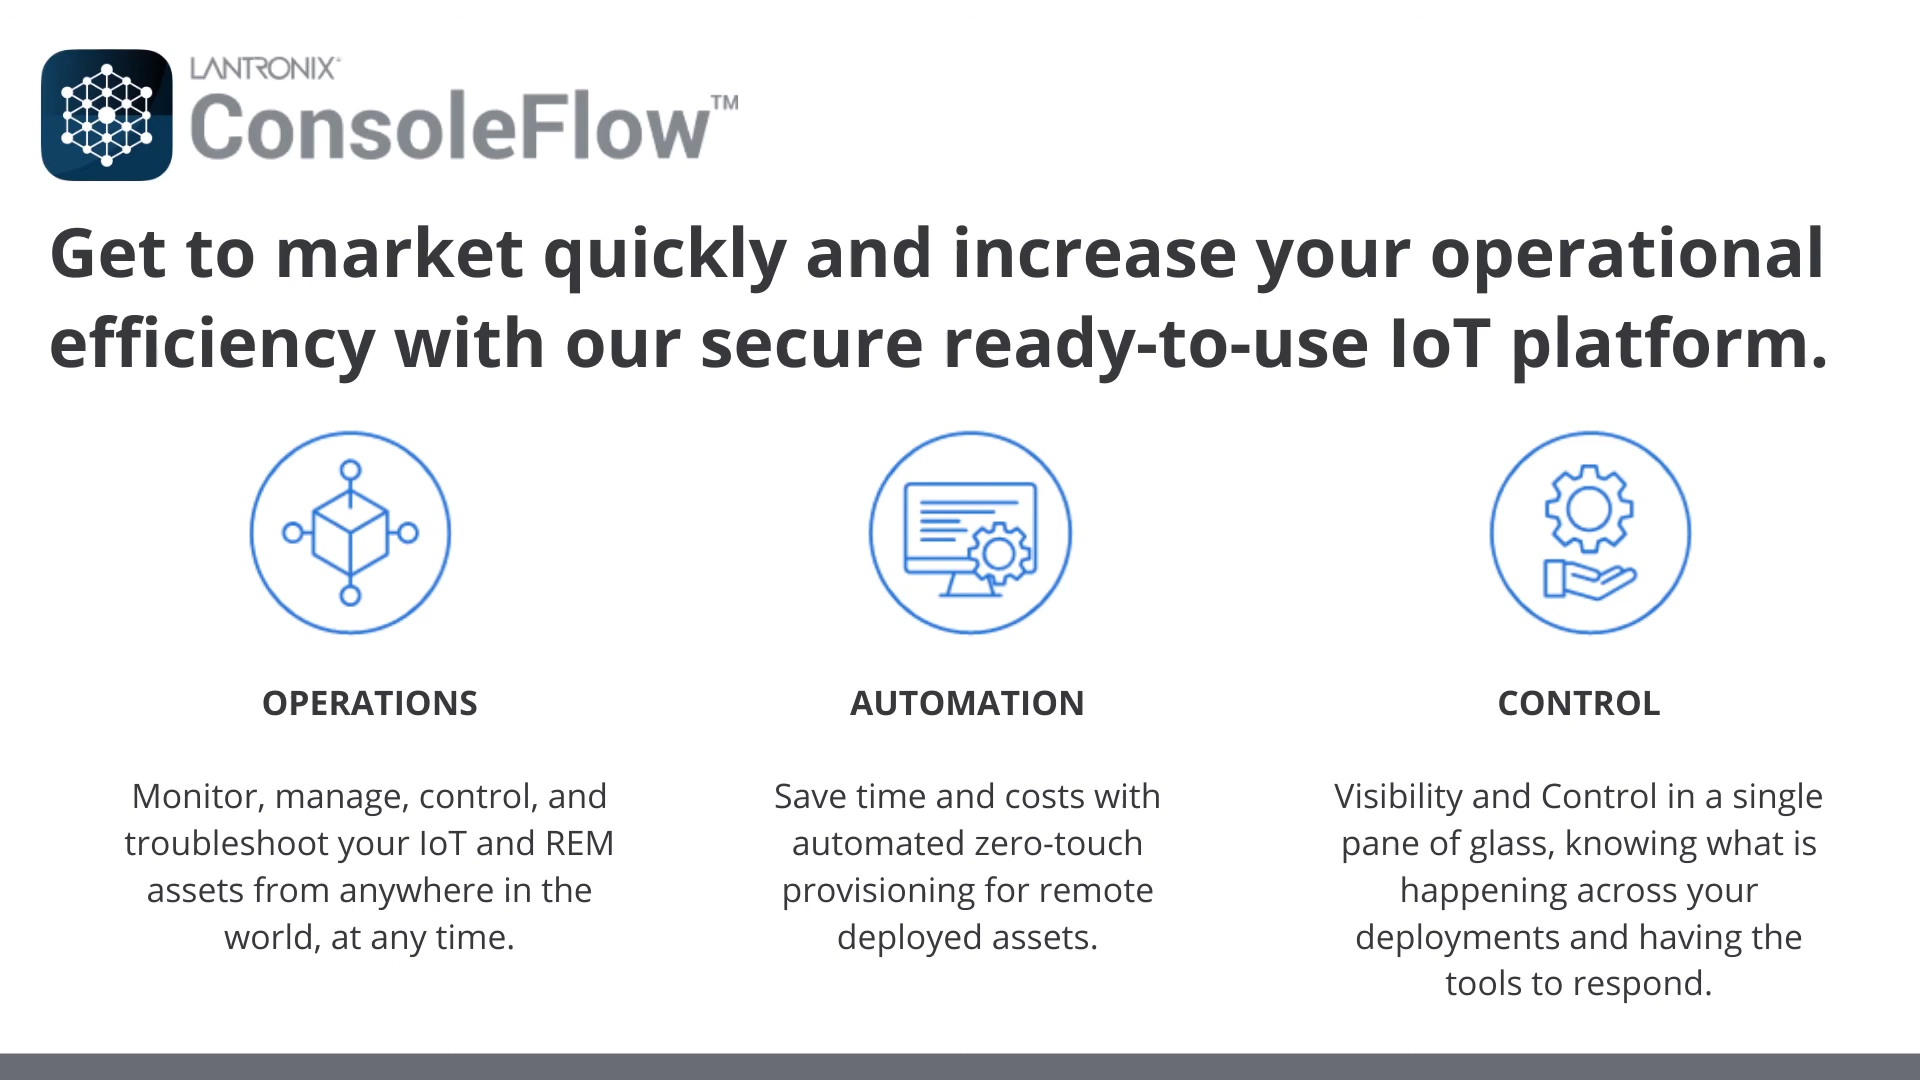 LANTRONIX®
ConsoleFlow™
Get to market quickly and increase your operational
efficiency with our secure ready-to-use IoT platform.
OPERATIONS
Monitor, manage, control, and
troubleshoot your IoT and REM
assets from anywhere in the
world, at any time.
AUTOMATION
Save time and costs with
automated zero-touch
provisioning for remote
deployed assets.
CONTROL
Visibility and Control in a single
pane of glass, knowing what is
happening across your
deployments and having the
tools to respond.